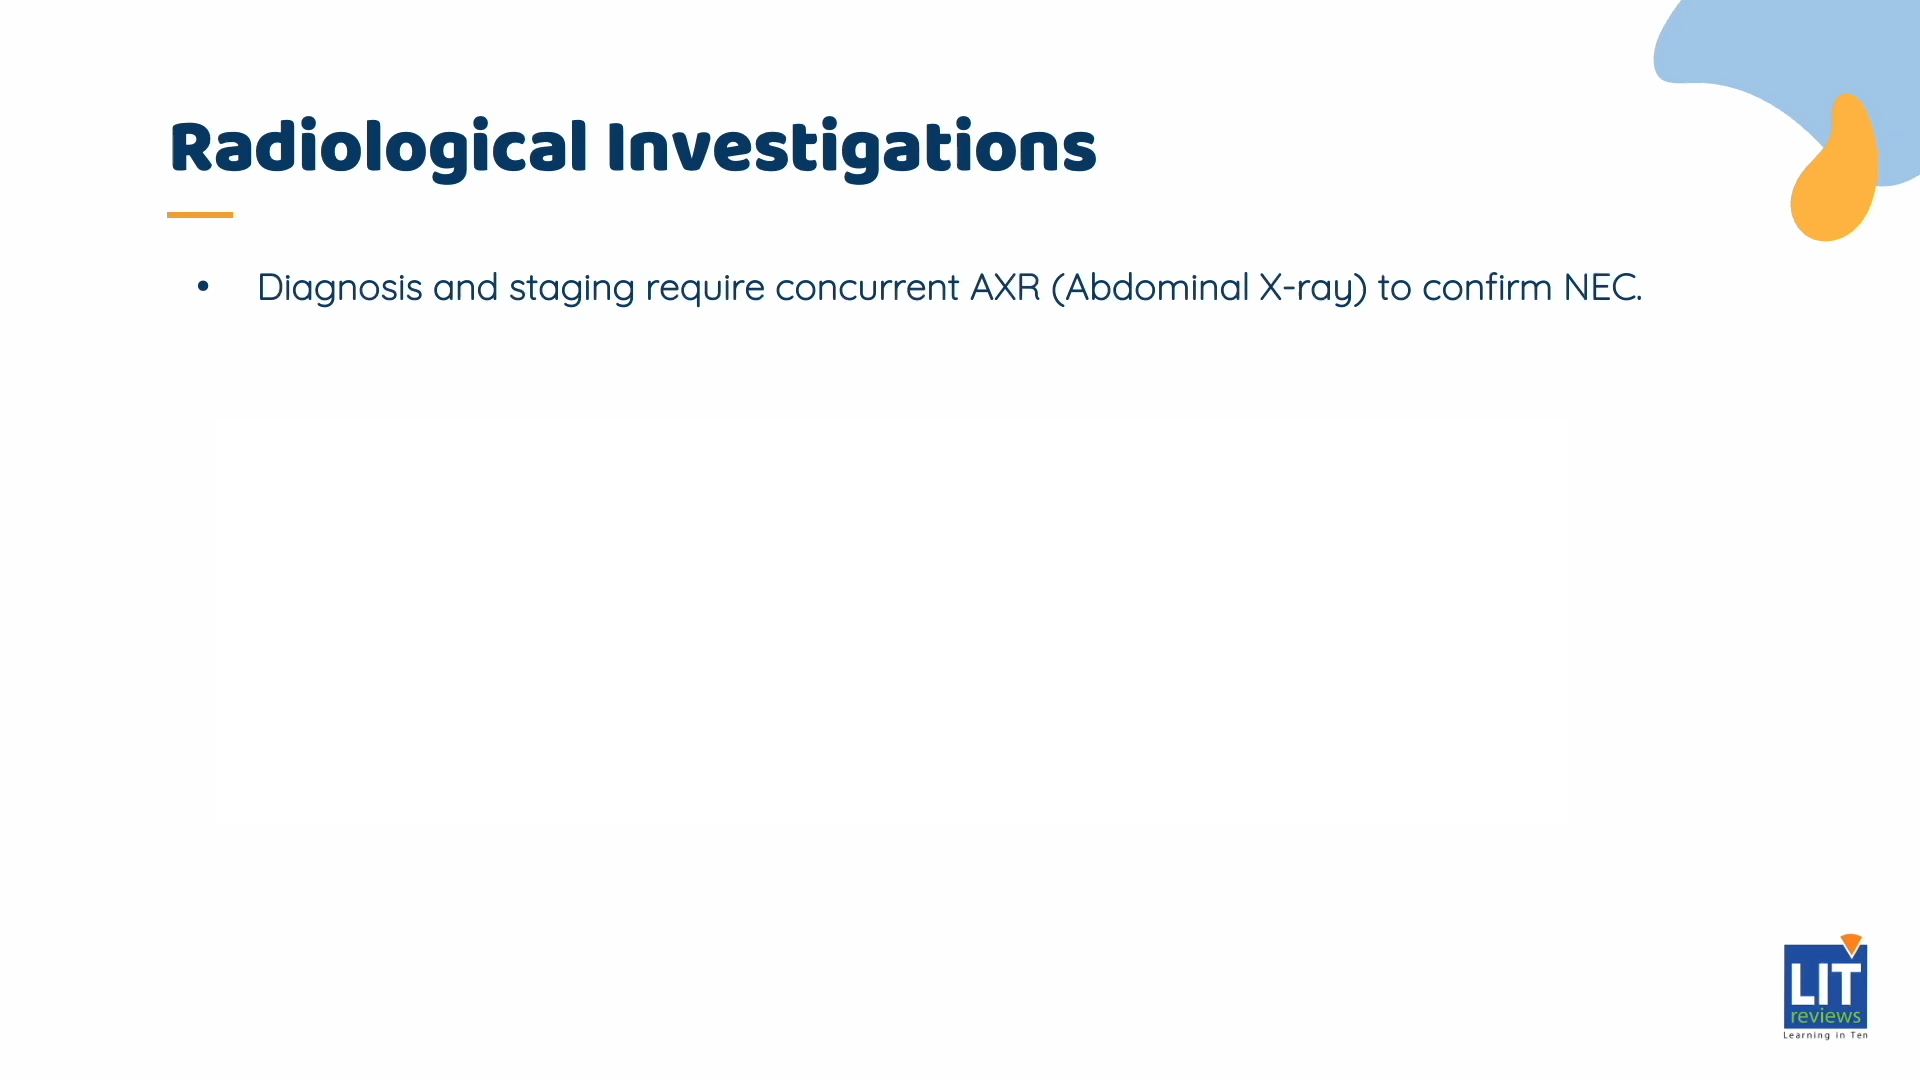 Radiological Investigations
• Diagnosis and staging require concurrent AXR (Abdominal X-ray) to confirm NEC.
LIT
reviews
Learning in Ten